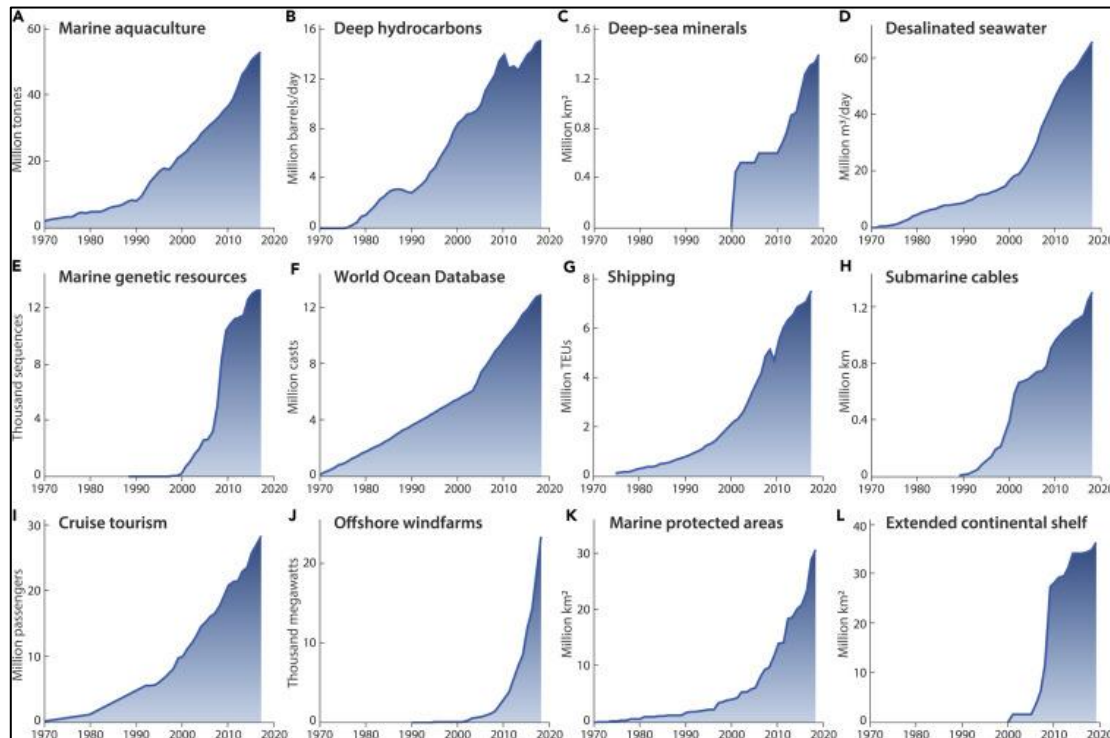 A Marine aquaculture
Million tonnes
60
40
20
0
1970 1980 1990 2000 2010 2020
B Deep hydrocarbons
Million barrels/day
16
12
8
4
0
1970 1980 1990 2000 2010 2020
C Deep-sea minerals
Million km²
1.6
1.2
0.8
0.4
0
1970 1980 1990 2000 2010 2020
D Desalinated seawater
Million m³/day
60
40
20
0
1970 1980 1990 2000 2010 2020
E Marine genetic resources
Thousand sequences
12
8
4
0
1970 1980 1990 2000 2010 2020
F World Ocean Database
Million casts
12
8
4
0
1970 1980 1990 2000 2010 2020
G Shipping
Million TEUs
8
6
4
2
0
1970 1980 1990 2000 2010 2020
H Submarine cables
Million km
1.2
0.8
0.4
0
1970 1980 1990 2000 2010 2020
I Cruise tourism
Million passengers
30
20
10
0
1970 1980 1990 2000 2010 2020
J Offshore windfarms
Thousand megawatts
20
10
0
1970 1980 1990 2000 2010 2020
K Marine protected areas
Million km²
30
20
10
0
1970 1980 1990 2000 2010 2020
L Extended continental shelf
Million km²
40
30
20
10
0
1970 1980 1990 2000 2010 2020